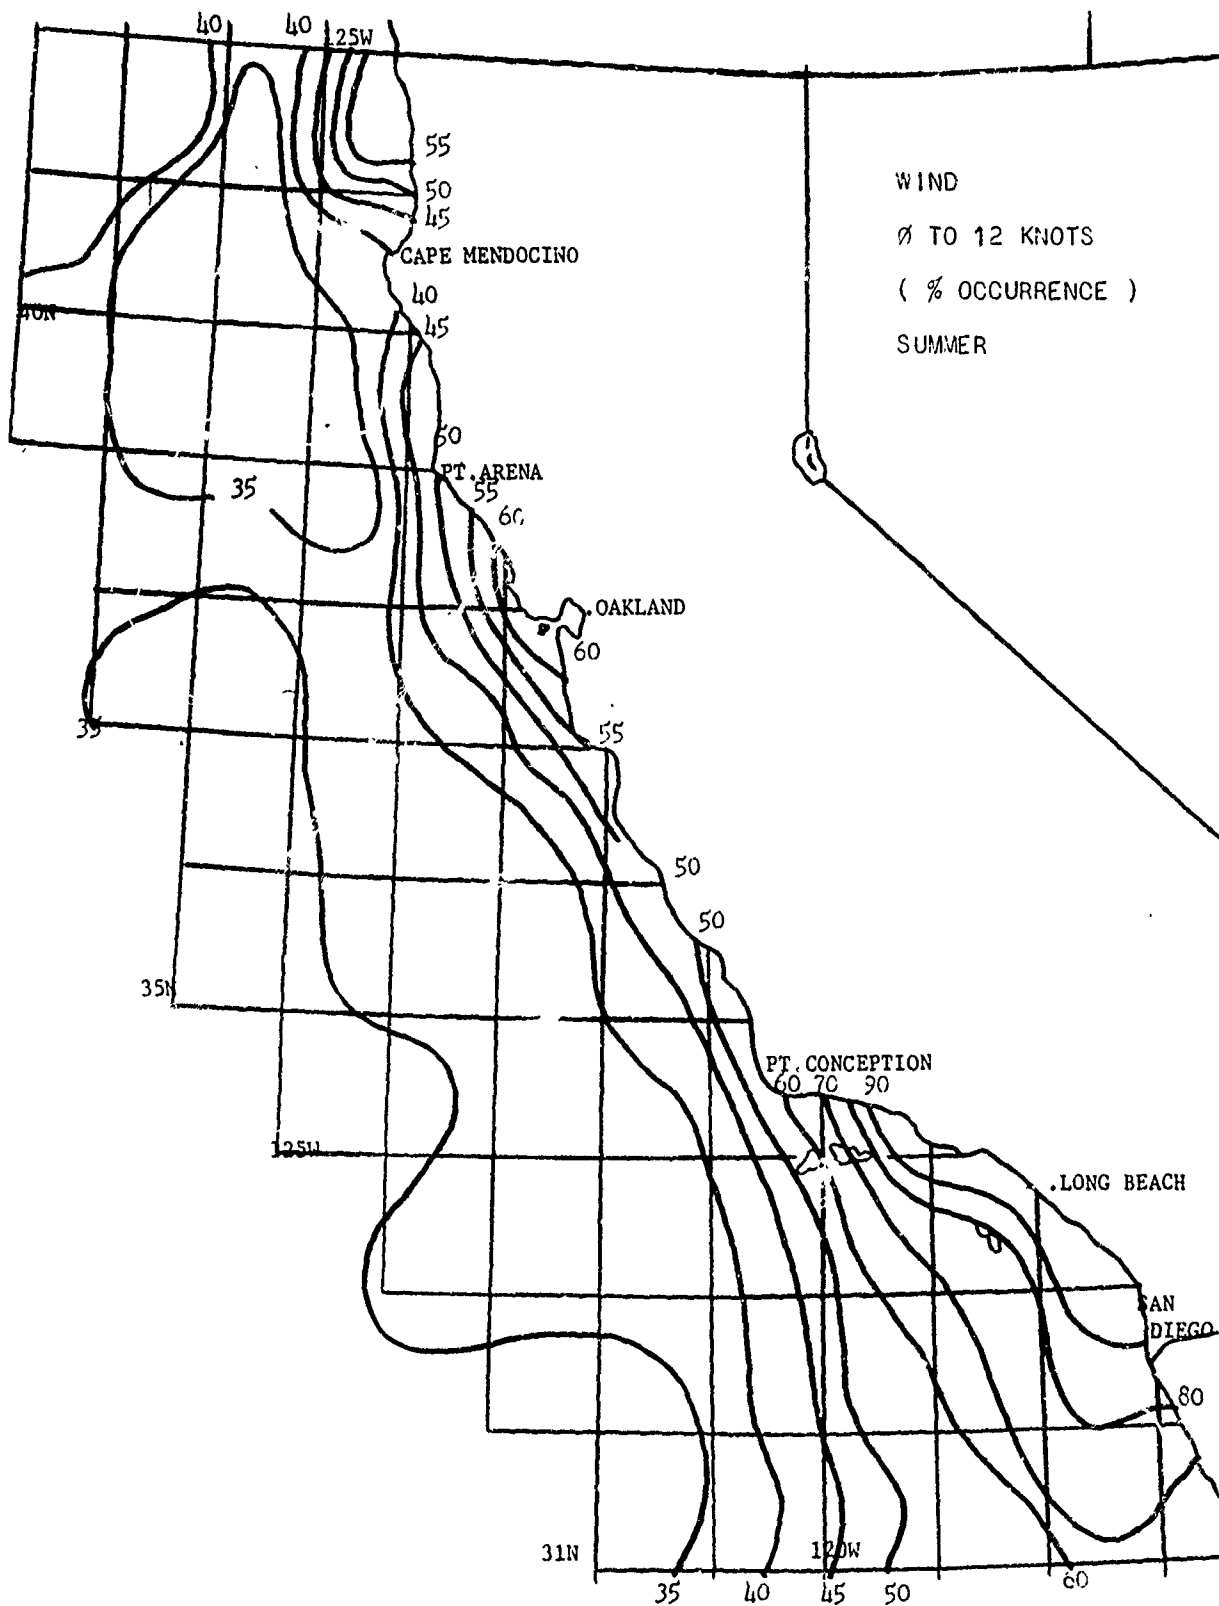 40
40
125W
55
WIND
50
45
Ø TO 12 KNOTS
CAPE MENDOCINO
( % OCCURRENCE )
40
40N
45
SUMMER
50
PT.ARENA
35
55
60
.OAKLAND
60
35
55
50
50
35N
PT.CONCEPTION
60 70 90
125W
.LONG BEACH
SAN
DIEGO
80
31N
120W
35
40
45
50
60